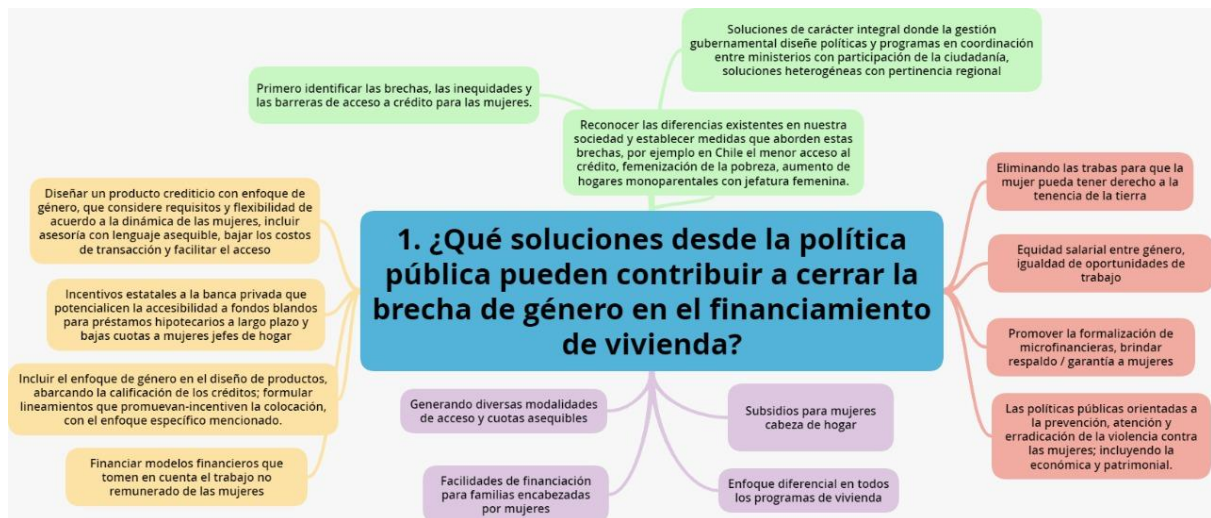 Soluciones de carácter integral donde la gestión
gubernamental diseñe políticas y programas en coordinación
entre ministerios con participación de la ciudadanía,
soluciones heterogéneas con pertinencia regional
Primero identificar las brechas, las inequidades y
las barreras de acceso a crédito para las mujeres.
Reconocer las diferencias existentes en nuestra
sociedad y establecer medidas que aborden estas
brechas, por ejemplo en Chile el menor acceso al
crédito, femenización de la pobreza, aumento de
hogares monoparentales con jefatura femenina.
Diseñar un producto crediticio con enfoque de
género, que considere requisitos y flexibilidad de
acuerdo a la dinámica de las mujeres, incluir
asesoría con lenguaje asequible, bajar los costos
de transacción y facilitar el acceso
Incentivos estatales a la banca privada que
potencialicen la accesibilidad a fondos blandos
para préstamos hipotecarios a largo plazo y
bajas cuotas a mujeres jefes de hogar
Incluir el enfoque de género en el diseño de productos,
abarcando la calificación de los créditos; formular
lineamientos que promuevan-incentiven la colocación,
con el enfoque específico mencionado.
Financiar modelos financieros que
tomen en cuenta el trabajo no
remunerado de las mujeres
1. ¿Qué soluciones desde la política
pública pueden contribuir a cerrar la
brecha de género en el financiamiento
de vivienda?
Generando diversas modalidades
de acceso y cuotas asequibles
Subsidios para mujeres
cabeza de hogar
Facilidades de financiación
para familias encabezadas
por mujeres
Enfoque diferencial en todos
los programas de vivienda
Eliminando las trabas para que la
mujer pueda tener derecho a la
tenencia de la tierra
Equidad salarial entre género,
igualdad de oportunidades de
trabajo
Promover la formalización de
microfinancieras, brindar
respaldo / garantía a mujeres
Las políticas públicas orientadas a
la prevención, atención y
erradicación de la violencia contra
las mujeres; incluyendo la
económica y patrimonial.